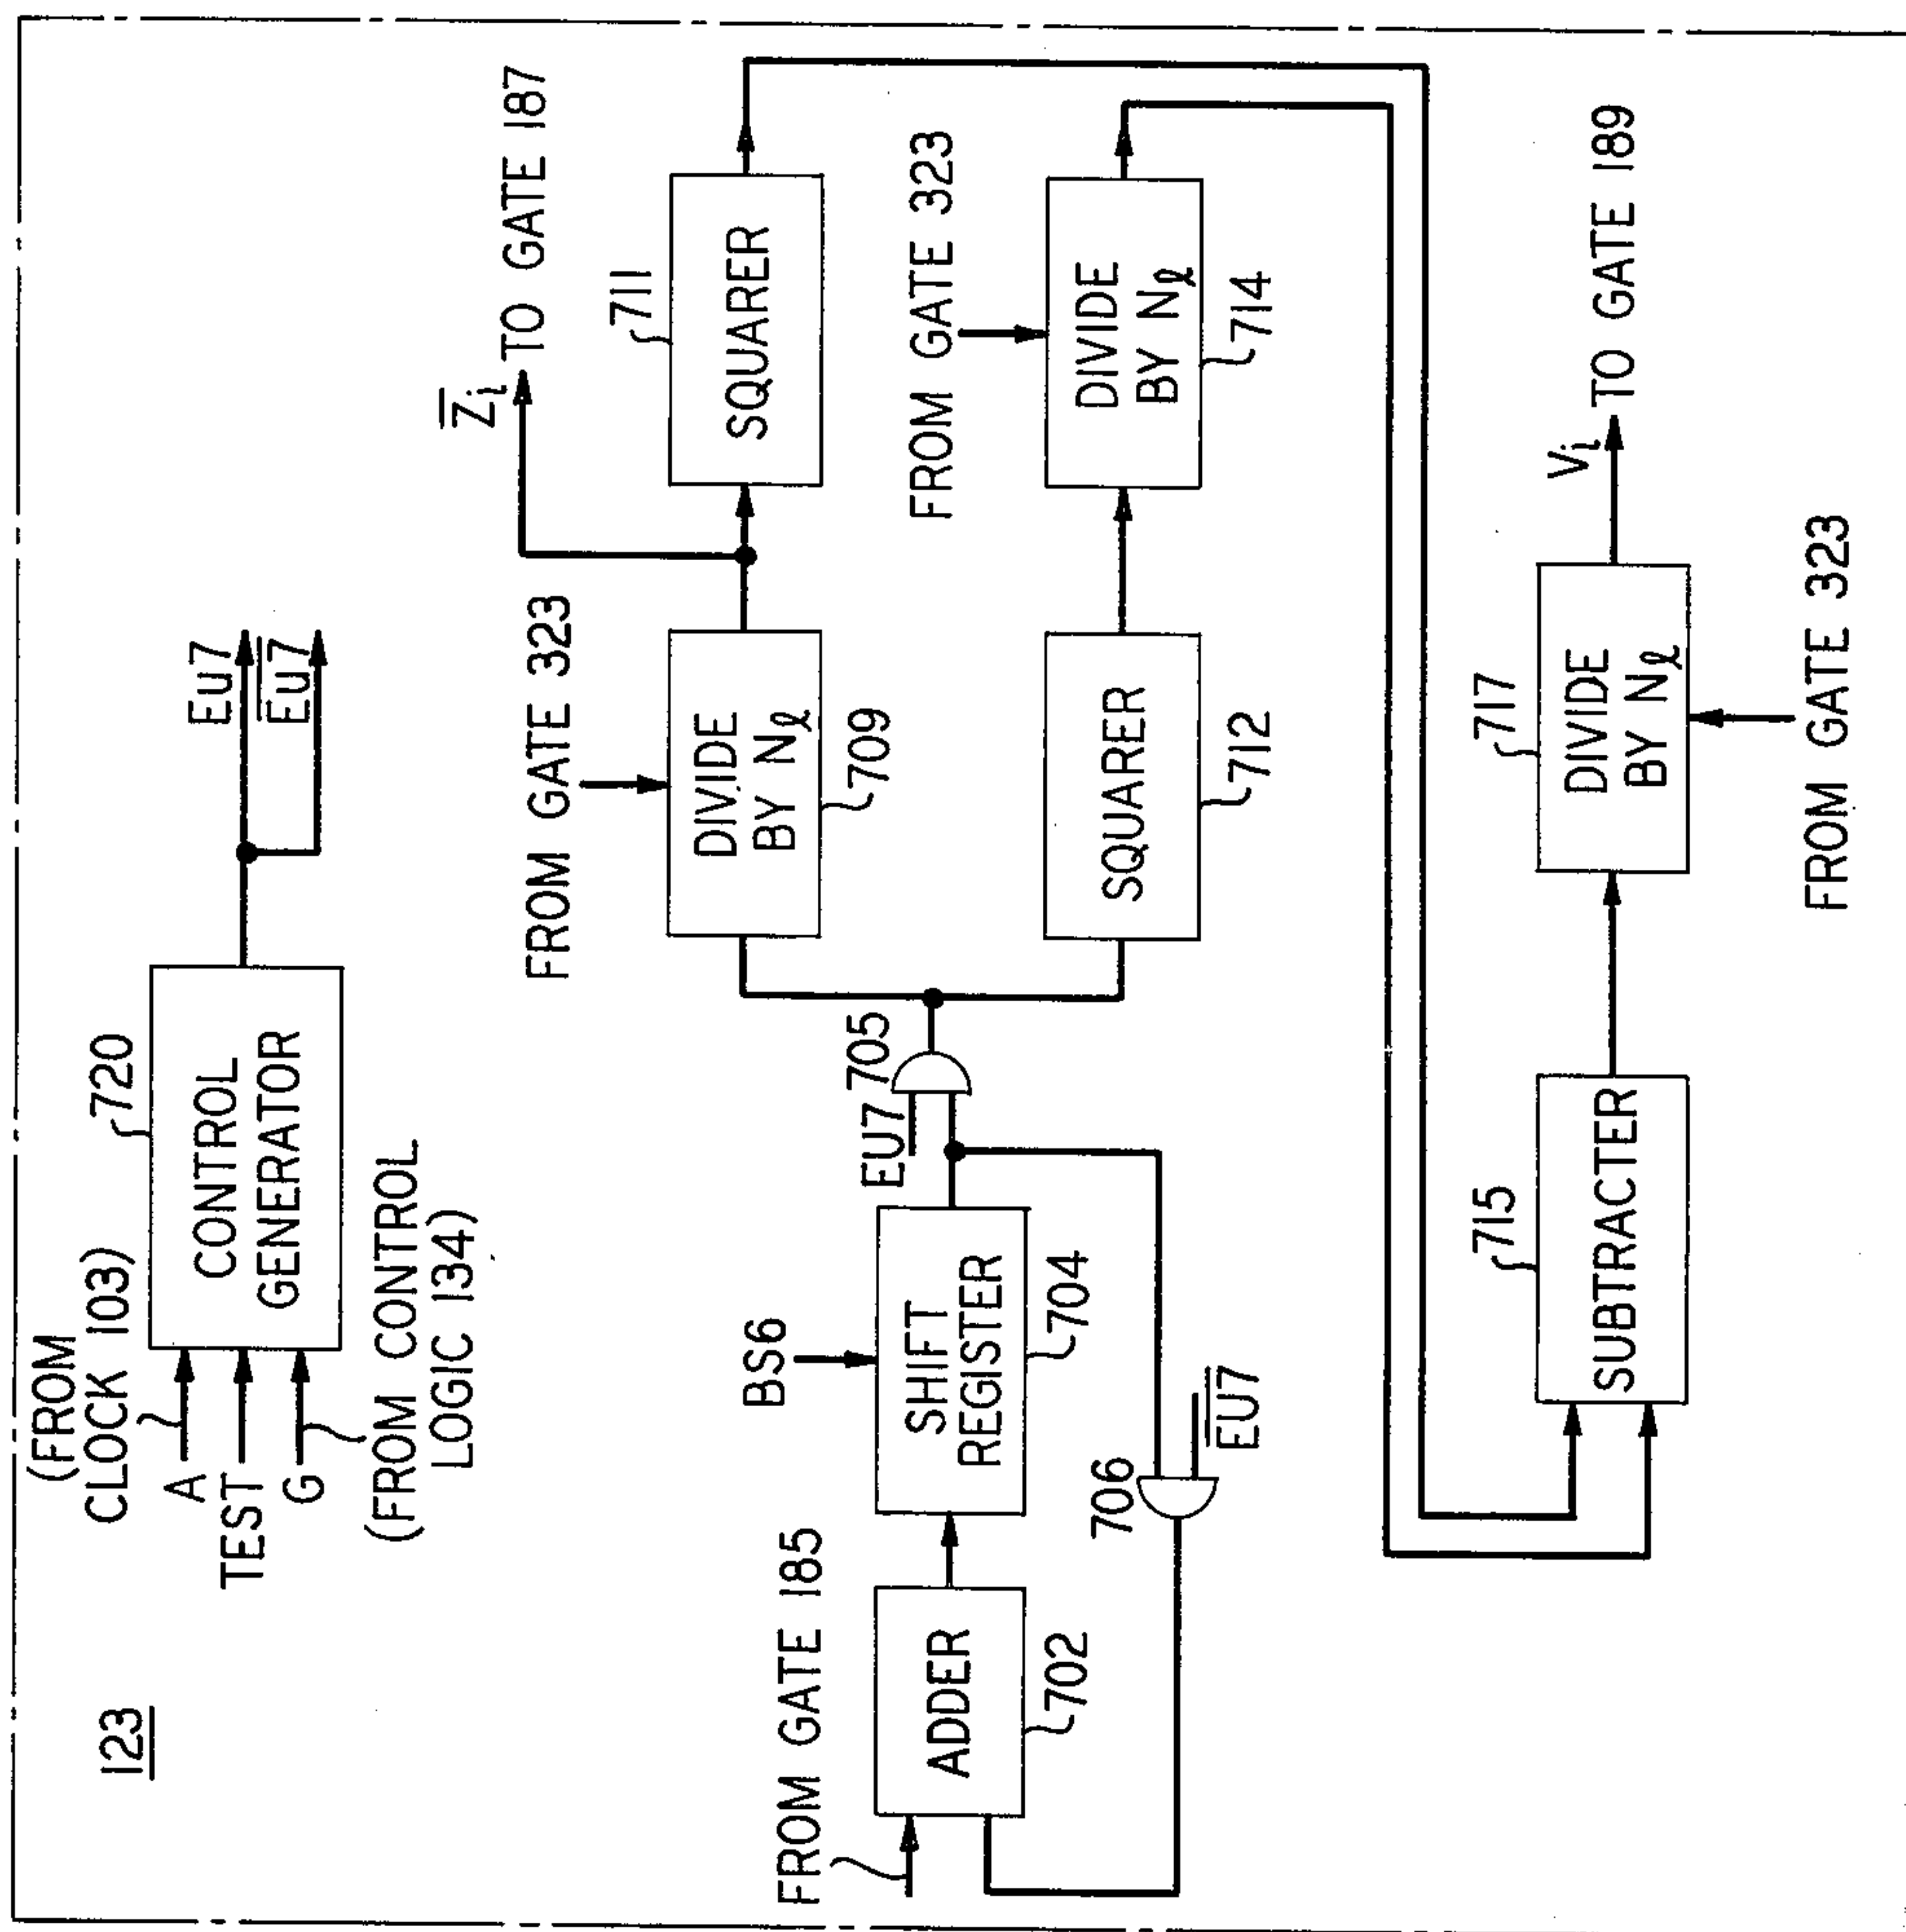 123
(FROM
CLOCK 103)
A
TEST
G
(FROM CONTROL
LOGIC 134)
720
CONTROL
GENERATOR
Eu7
E̅u̅7̅
FROM GATE 185
ADDER
702
BS6
SHIFT
REGISTER
704
EU7
705
706
E̅U̅7̅
FROM GATE 323
DIVIDE
BY Nℓ
709
Z̅i
TO GATE 187
711
SQUARER
SQUARER
712
FROM GATE 323
DIVIDE
BY Nℓ
714
715
SUBTRACTER
717
DIVIDE
BY Nℓ
FROM GATE 323
Vi
TO GATE 189